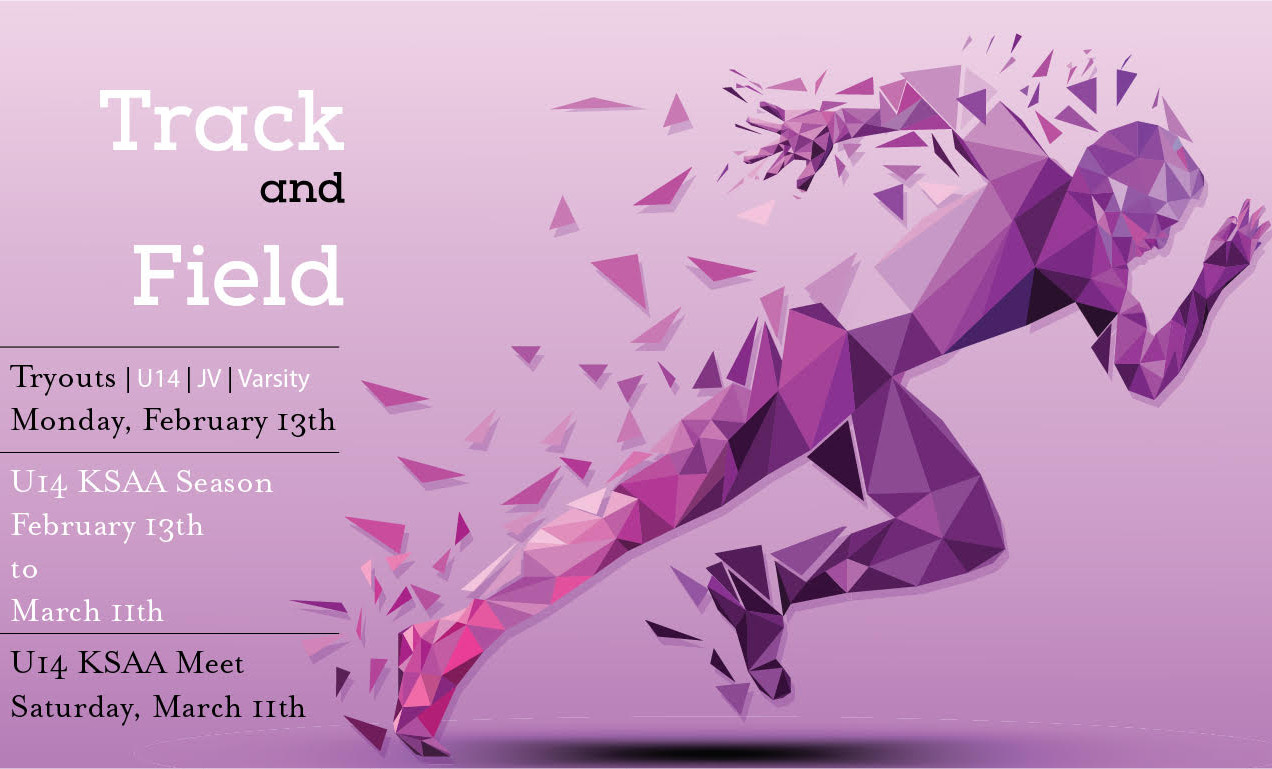 Track
and
Field
Tryouts | U14 | JV | Varsity
Monday, February 13th
U14 KSAA Season
February 13th
to
March 11th
U14 KSAA Meet
Saturday, March 11th